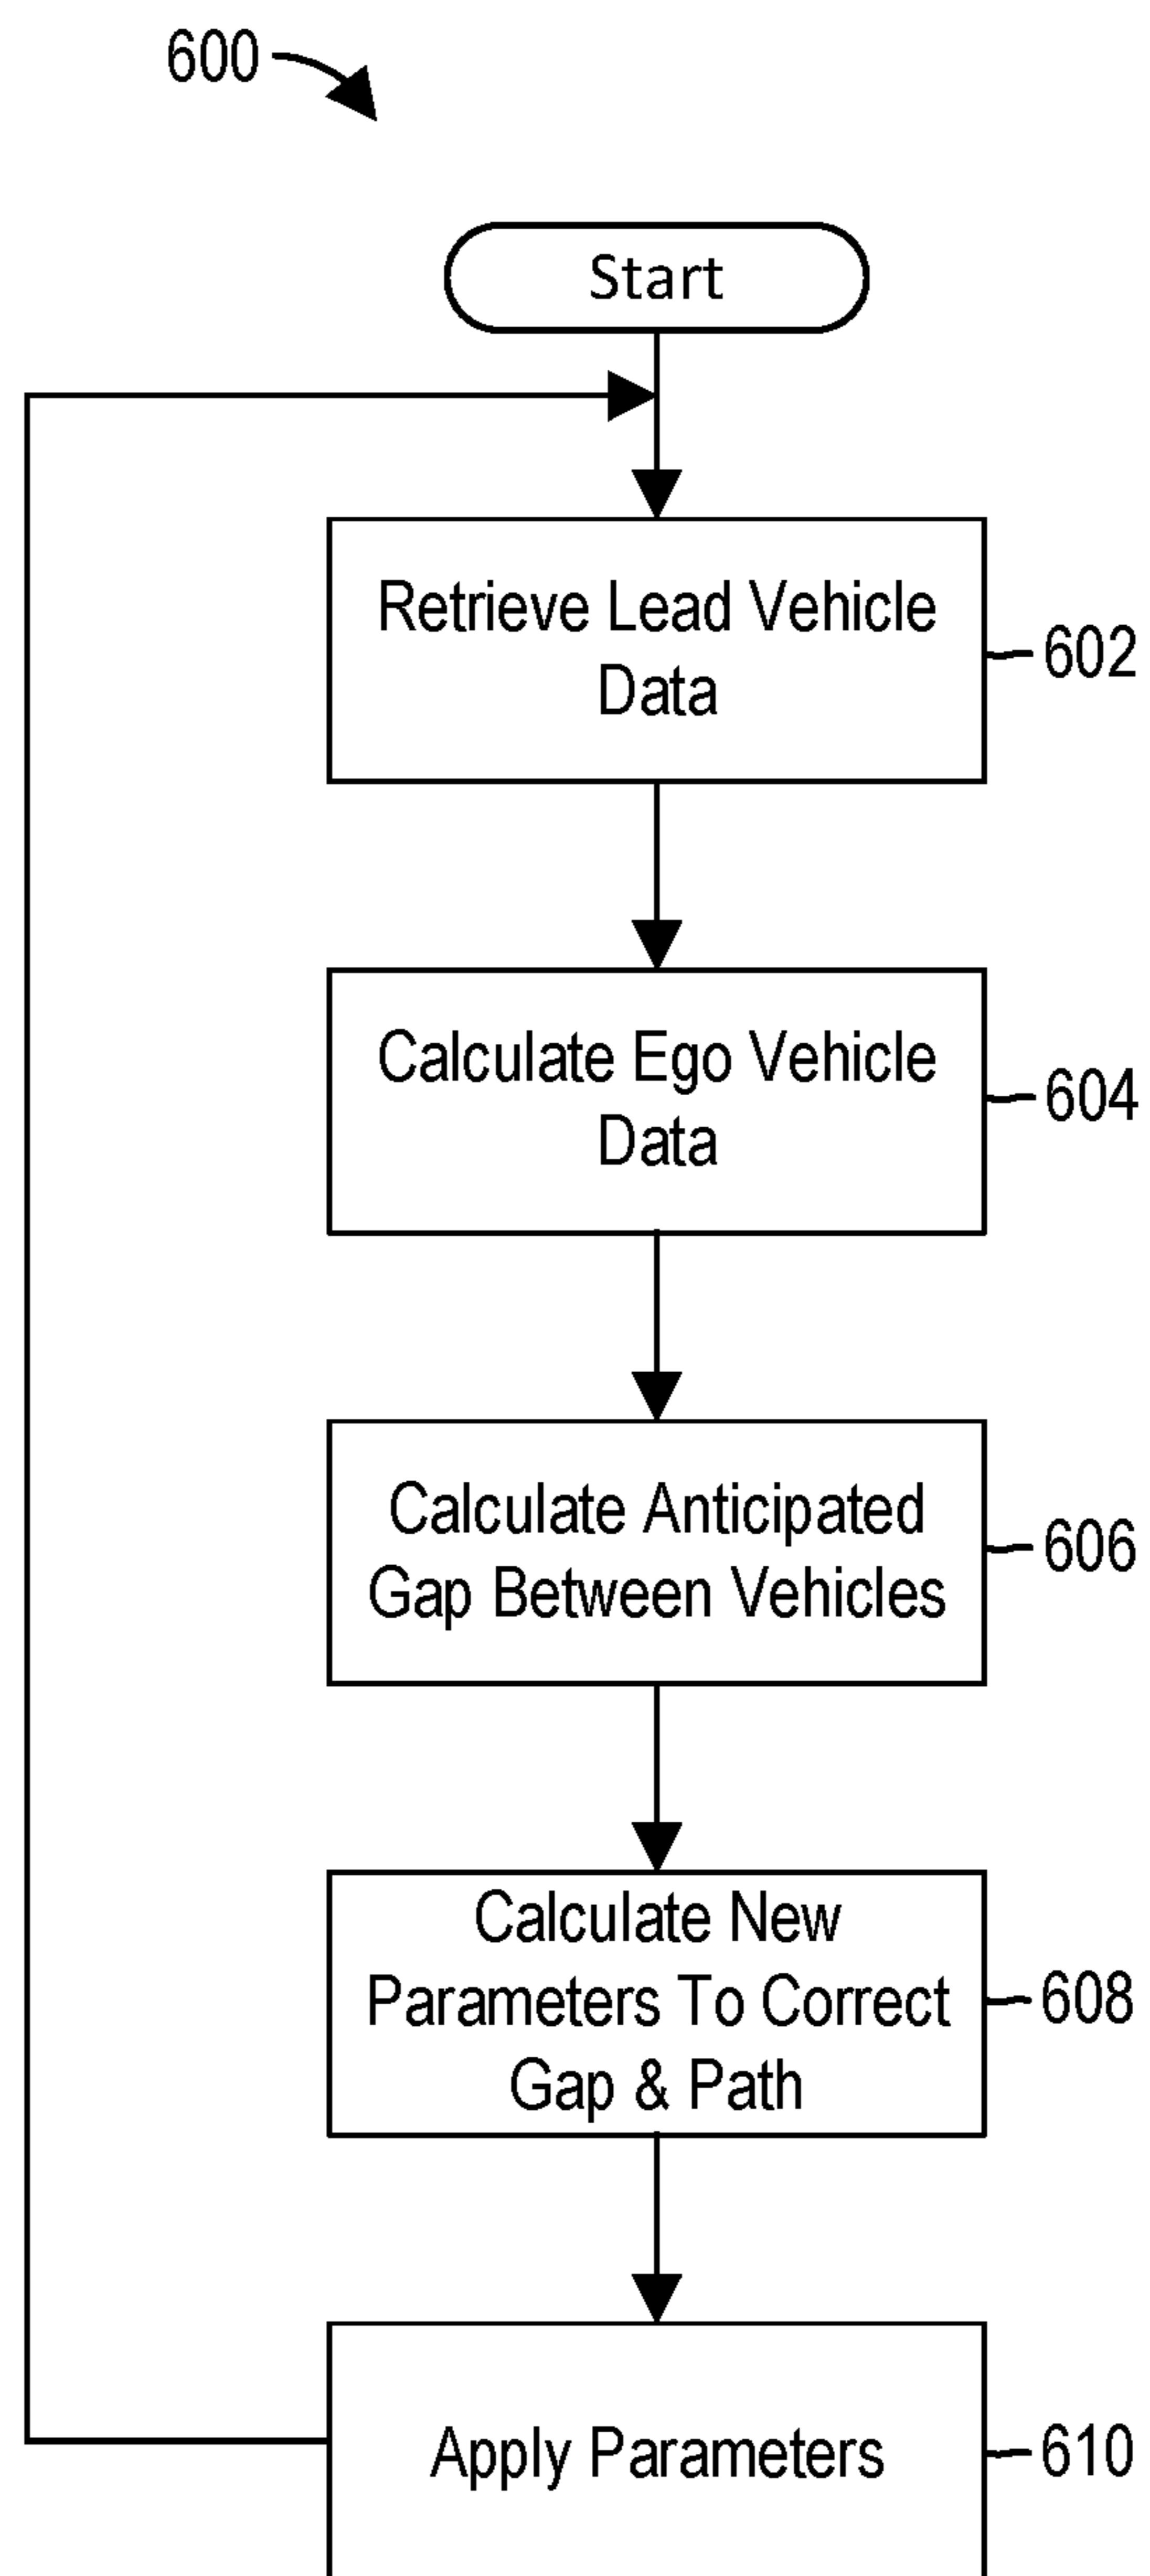 600
Start
Retrieve Lead Vehicle
Data
602
Calculate Ego Vehicle
Data
604
Calculate Anticipated
Gap Between Vehicles
606
Calculate New
Parameters To Correct
Gap & Path
608
Apply Parameters
610